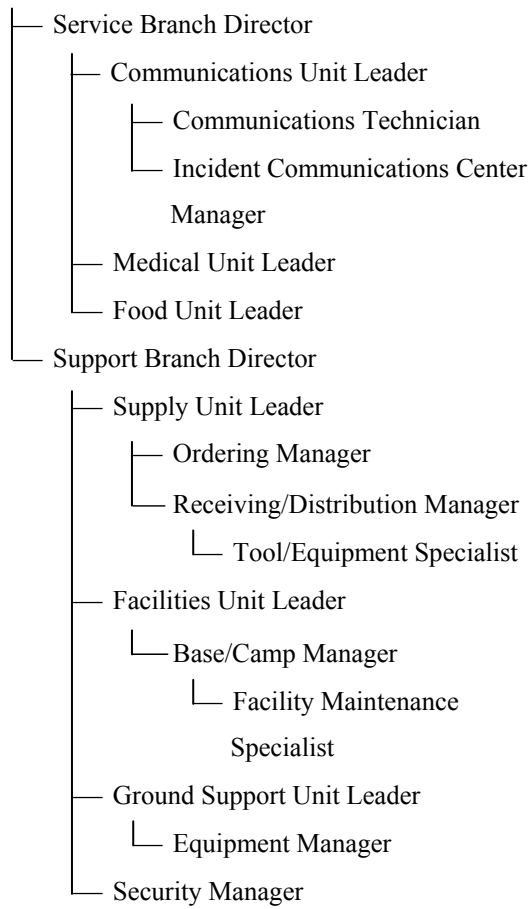 Service Branch Director
Communications Unit Leader
Communications Technician
Incident Communications Center
Manager
Medical Unit Leader
Food Unit Leader
Support Branch Director
Supply Unit Leader
Ordering Manager
Receiving/Distribution Manager
Tool/Equipment Specialist
Facilities Unit Leader
Base/Camp Manager
Facility Maintenance
Specialist
Ground Support Unit Leader
Equipment Manager
Security Manager